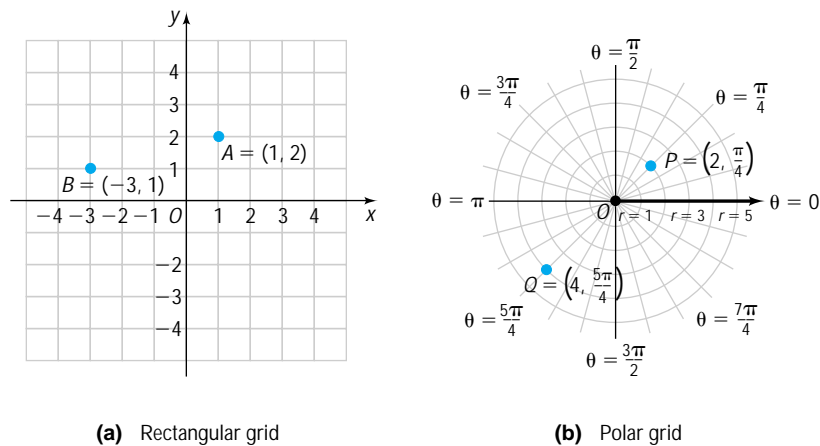 y
4
3
2
1
A = (1, 2)
B = (−3, 1)
−4 −3 −2 −1 O 1 2 3 4 x
−2
−3
−4
(a) Rectangular grid
θ = π/2
θ = 3π/4
θ = π/4
P = (2, π/4)
θ = π
O r = 1 r = 3 r = 5
θ = 0
Q = (4, 5π/4)
θ = 5π/4
θ = 7π/4
θ = 3π/2
(b) Polar grid